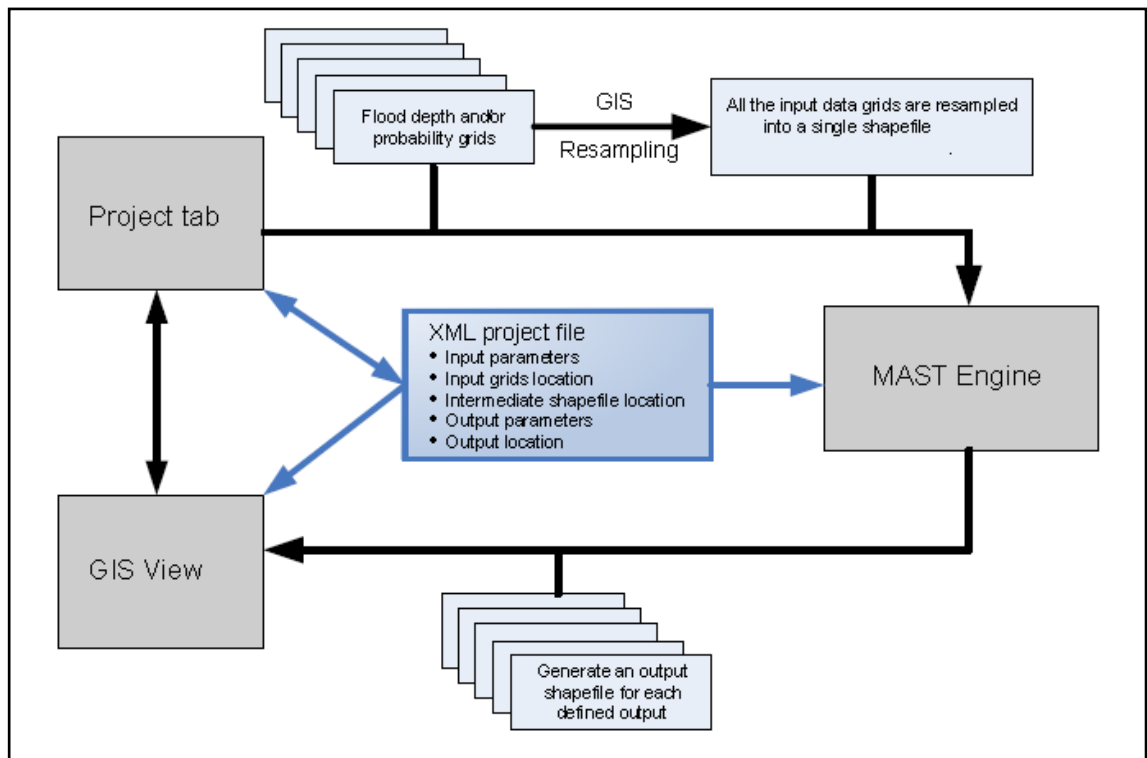 Flood depth and/or
probability grids
GIS
Resampling
All the input data grids are resampled
into a single shapefile
.
Project tab
XML project file
• Input parameters
• Input grids location
• Intermediate shapefile location
• Output parameters
• Output location
MAST Engine
GIS View
Generate an output
shapefile for each
defined output